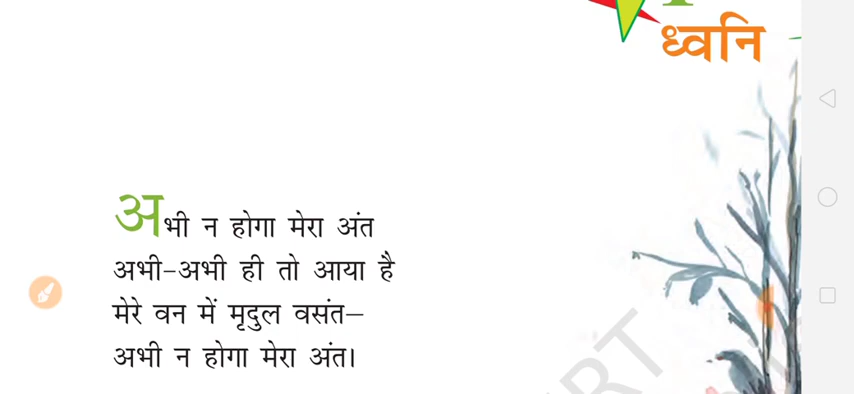 ध्वनि
अभी न होगा मेरा अंत
अभी-अभी ही तो आया है
मेरे वन में मृदुल वसंत–
अभी न होगा मेरा अंत।